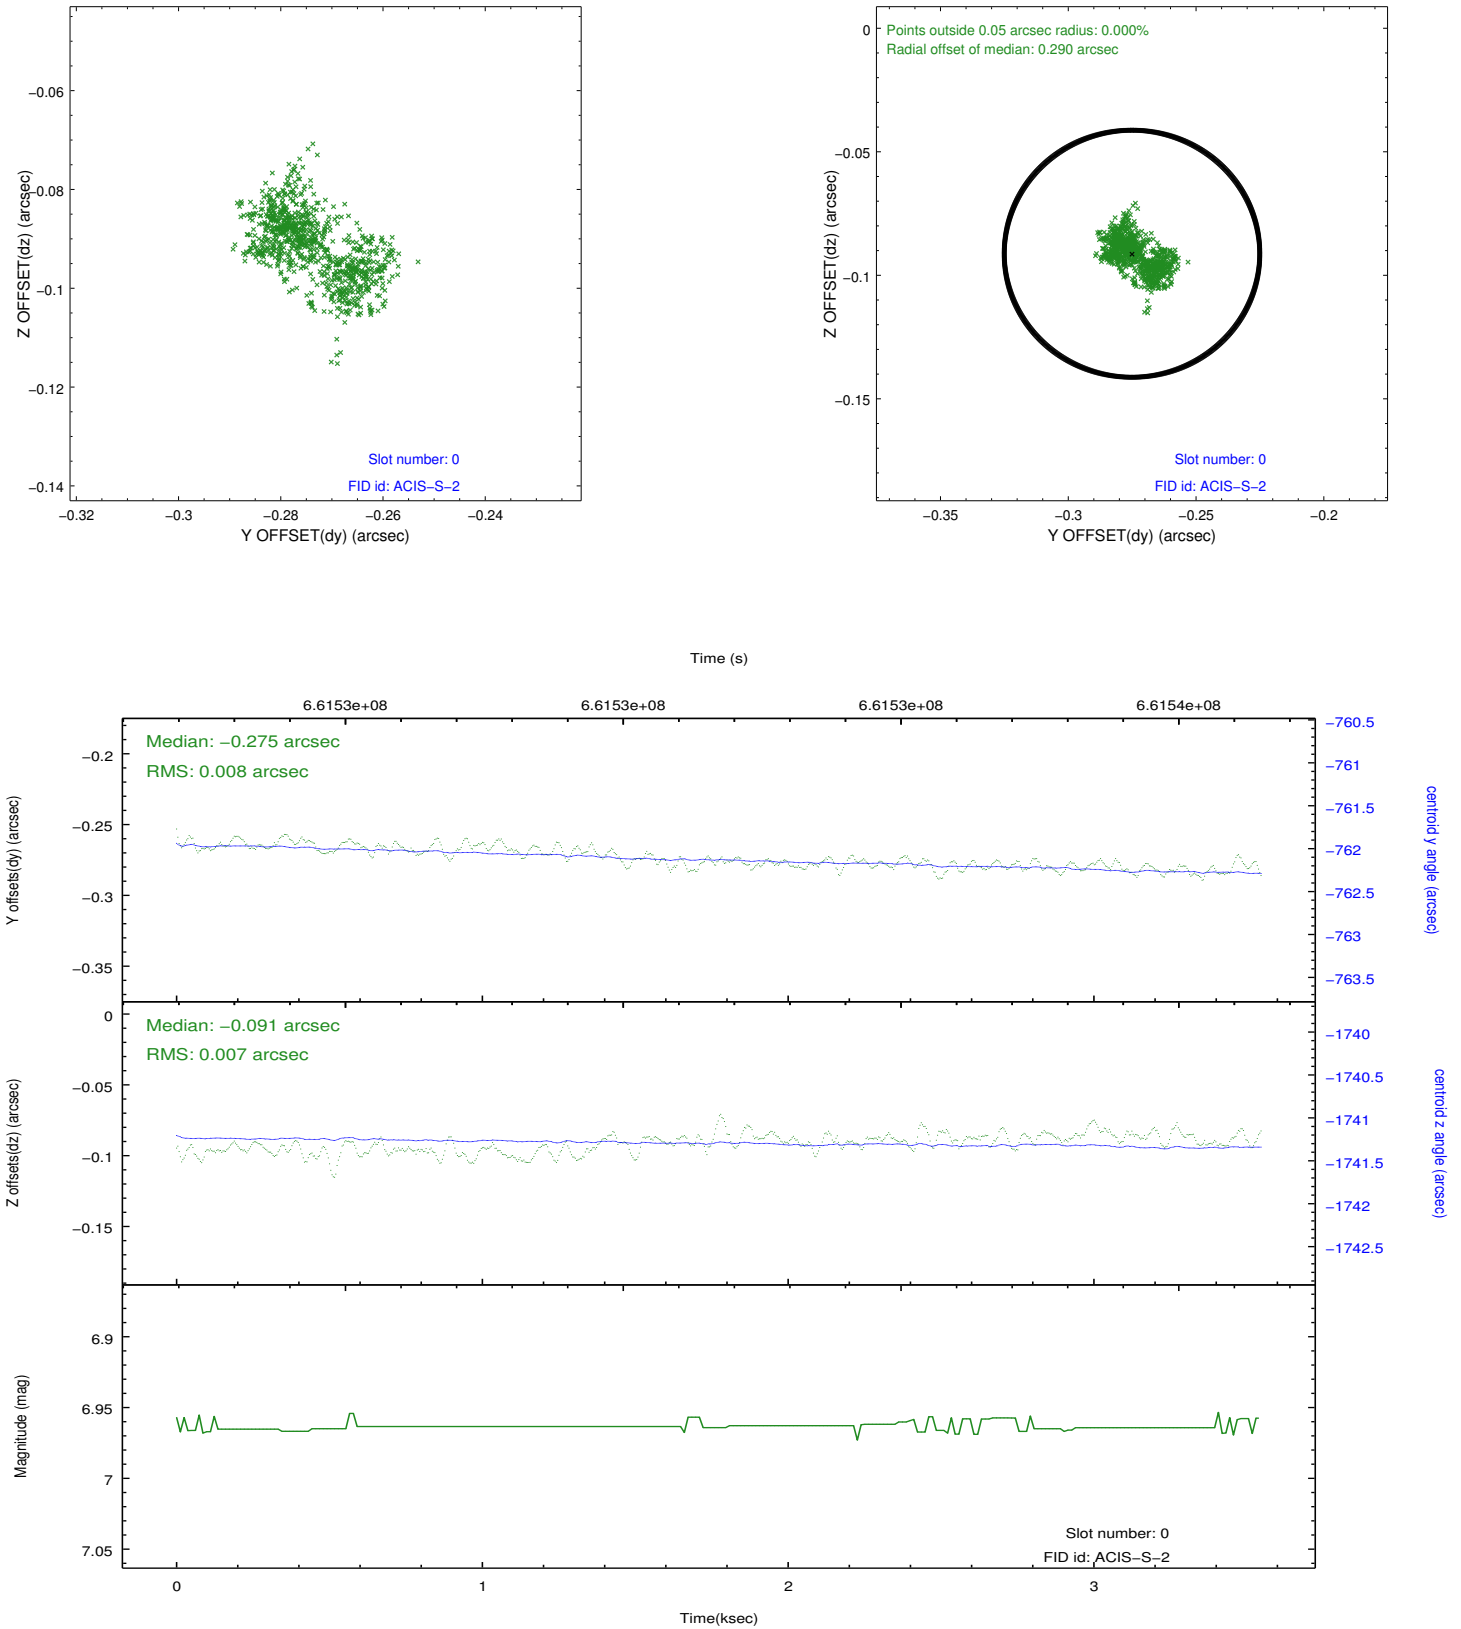 −0.06
−0.08
−0.1
−0.12
−0.14
Z OFFSET(dz) (arcsec)
Slot number: 0
FID id: ACIS−S−2
−0.32 −0.3 −0.28 −0.26 −0.24
Y OFFSET(dy) (arcsec)
Points outside 0.05 arcsec radius: 0.000%
Radial offset of median: 0.290 arcsec
0
−0.05
−0.1
−0.15
Z OFFSET(dz) (arcsec)
Slot number: 0
FID id: ACIS−S−2
−0.35 −0.3 −0.25 −0.2
Y OFFSET(dy) (arcsec)
Time (s)
6.6153e+08 6.6153e+08 6.6153e+08 6.6154e+08
Median: −0.275 arcsec
RMS: 0.008 arcsec
−0.2
−0.25
−0.3
−0.35
Y offsets(dy) (arcsec)
−760.5
−761
−761.5
−762
−762.5
−763
−763.5
centroid y angle (arcsec)
Median: −0.091 arcsec
RMS: 0.007 arcsec
0
−0.05
−0.1
−0.15
Z offsets(dz) (arcsec)
−1740
−1740.5
−1741
−1741.5
−1742
−1742.5
centroid z angle (arcsec)
6.9
6.95
7
7.05
Magnitude (mag)
Slot number: 0
FID id: ACIS−S−2
0 1 2 3
Time(ksec)